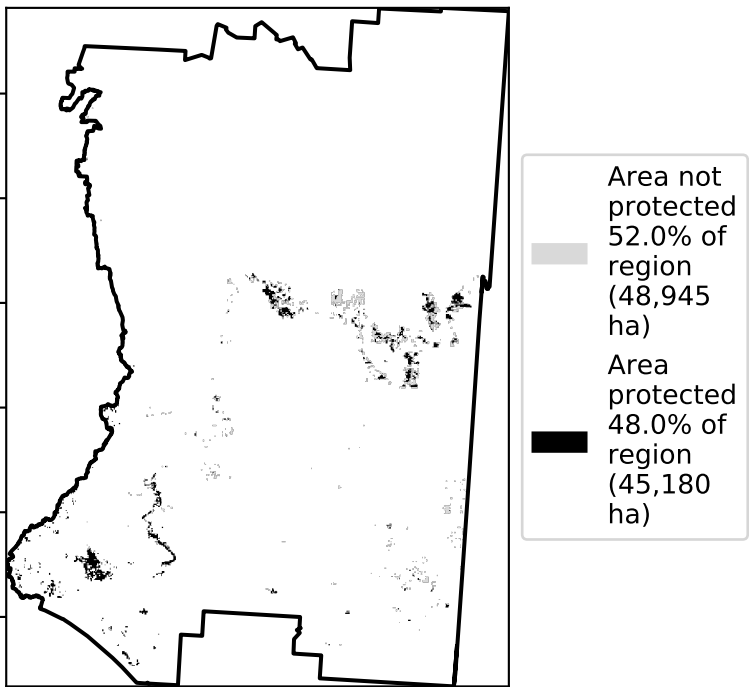 Area not
protected
52.0% of
region
(48,945
ha)
Area
protected
48.0% of
region
(45,180
ha)